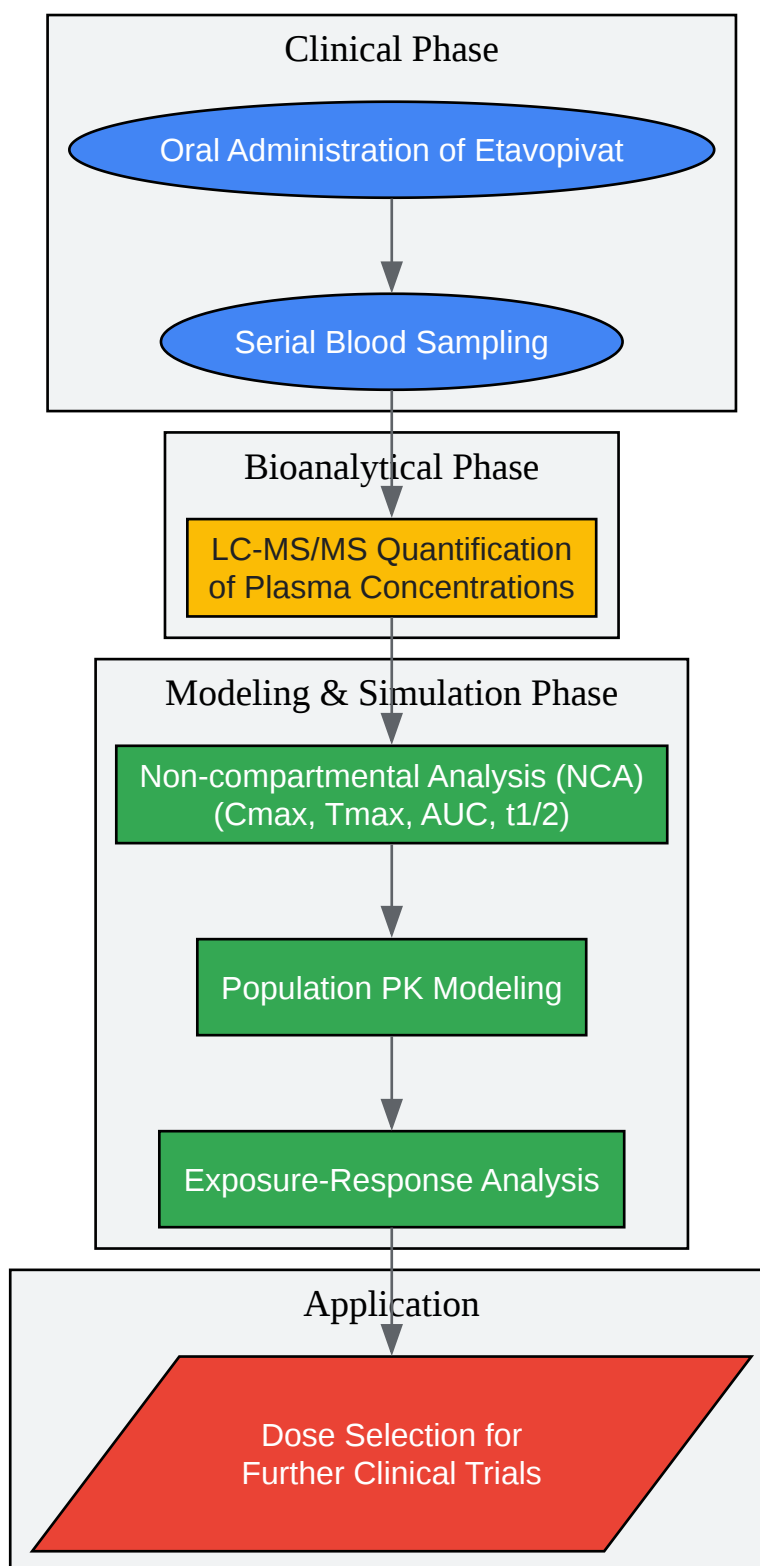 Clinical Phase
Oral Administration of Etavopivat
Serial Blood Sampling
Bioanalytical Phase
LC-MS/MS Quantification
of Plasma Concentrations
Modeling & Simulation Phase
Non-compartmental Analysis (NCA)
(Cmax, Tmax, AUC, t1/2)
Population PK Modeling
Exposure-Response Analysis
Application
Dose Selection for
Further Clinical Trials